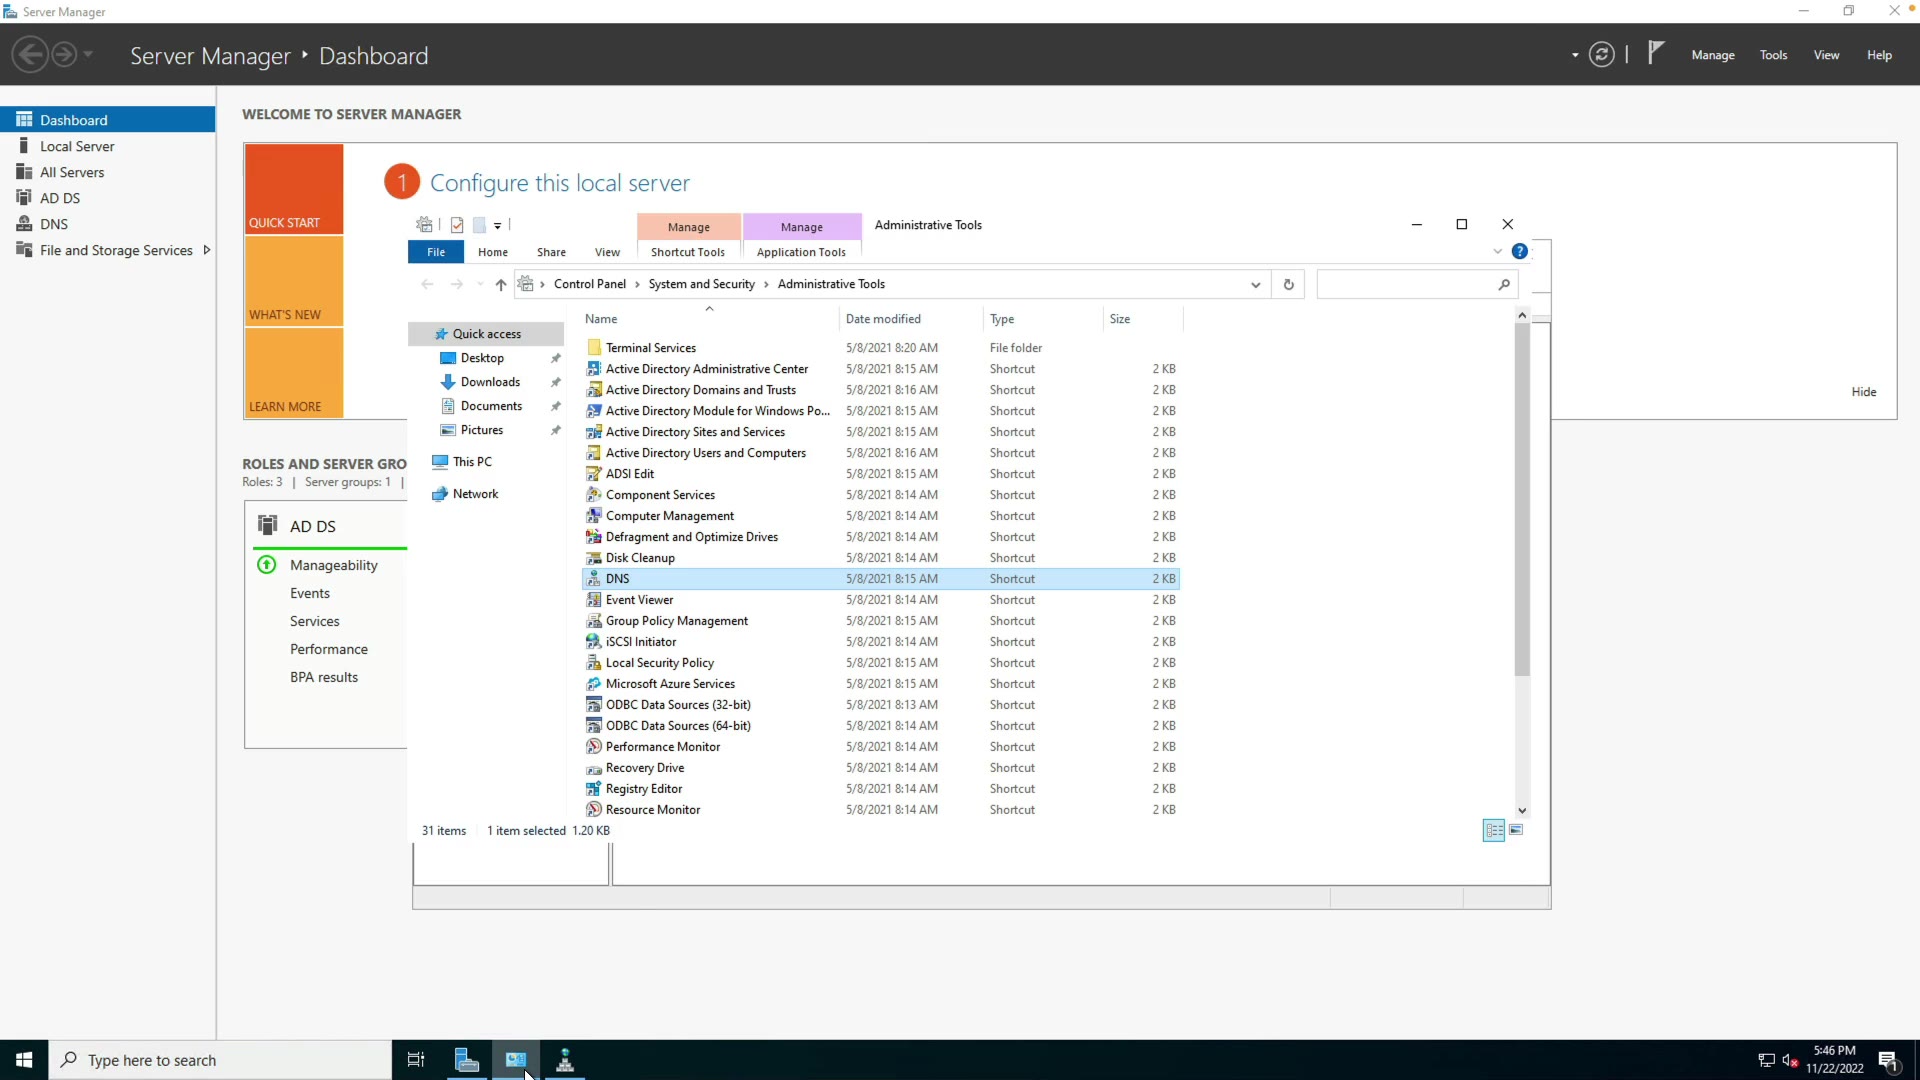 Server Manager
Server Manager ‣ Dashboard
Manage
Tools
View
Help
Dashboard
Local Server
All Servers
AD DS
DNS
File and Storage Services
WELCOME TO SERVER MANAGER
QUICK START
WHAT'S NEW
LEARN MORE
1 Configure this local server
Hide
Manage
Manage
Administrative Tools
File
Home
Share
View
Shortcut Tools
Application Tools
?
Control Panel › System and Security › Administrative Tools
Quick access
Desktop
Downloads
Documents
Pictures
This PC
Network
Name Date modified Type Size
Terminal Services 5/8/2021 8:20 AM File folder
Active Directory Administrative Center 5/8/2021 8:15 AM Shortcut 2 KB
Active Directory Domains and Trusts 5/8/2021 8:16 AM Shortcut 2 KB
Active Directory Module for Windows Po... 5/8/2021 8:15 AM Shortcut 2 KB
Active Directory Sites and Services 5/8/2021 8:15 AM Shortcut 2 KB
Active Directory Users and Computers 5/8/2021 8:16 AM Shortcut 2 KB
ADSI Edit 5/8/2021 8:15 AM Shortcut 2 KB
Component Services 5/8/2021 8:14 AM Shortcut 2 KB
Computer Management 5/8/2021 8:14 AM Shortcut 2 KB
Defragment and Optimize Drives 5/8/2021 8:14 AM Shortcut 2 KB
Disk Cleanup 5/8/2021 8:14 AM Shortcut 2 KB
DNS 5/8/2021 8:15 AM Shortcut 2 KB
Event Viewer 5/8/2021 8:14 AM Shortcut 2 KB
Group Policy Management 5/8/2021 8:15 AM Shortcut 2 KB
iSCSI Initiator 5/8/2021 8:14 AM Shortcut 2 KB
Local Security Policy 5/8/2021 8:15 AM Shortcut 2 KB
Microsoft Azure Services 5/8/2021 8:15 AM Shortcut 2 KB
ODBC Data Sources (32-bit) 5/8/2021 8:13 AM Shortcut 2 KB
ODBC Data Sources (64-bit) 5/8/2021 8:14 AM Shortcut 2 KB
Performance Monitor 5/8/2021 8:14 AM Shortcut 2 KB
Recovery Drive 5/8/2021 8:14 AM Shortcut 2 KB
Registry Editor 5/8/2021 8:14 AM Shortcut 2 KB
Resource Monitor 5/8/2021 8:14 AM Shortcut 2 KB
31 items 1 item selected 1.20 KB
ROLES AND SERVER GRO
Roles: 3 | Server groups: 1 |
AD DS
Manageability
Events
Services
Performance
BPA results
Type here to search
5:46 PM
11/22/2022
1